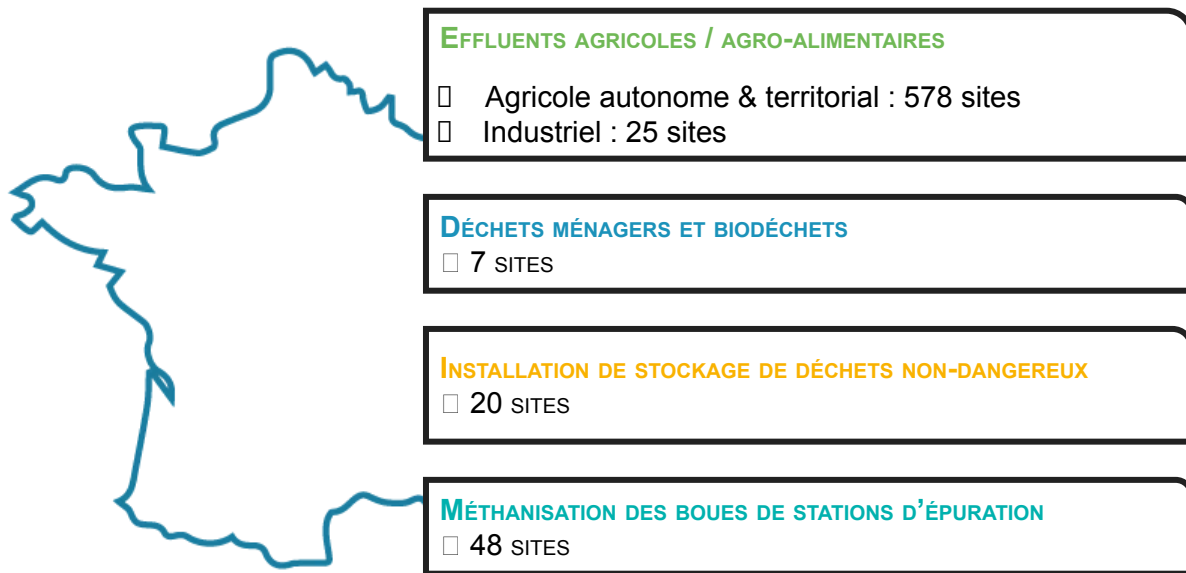 EFFLUENTS AGRICOLES / AGRO-ALIMENTAIRES
▯ Agricole autonome & territorial : 578 sites
▯ Industriel : 25 sites
DÉCHETS MÉNAGERS ET BIODÉCHETS
□ 7 SITES
INSTALLATION DE STOCKAGE DE DÉCHETS NON-DANGEREUX
□ 20 SITES
MÉTHANISATION DES BOUES DE STATIONS D’ÉPURATION
□ 48 SITES